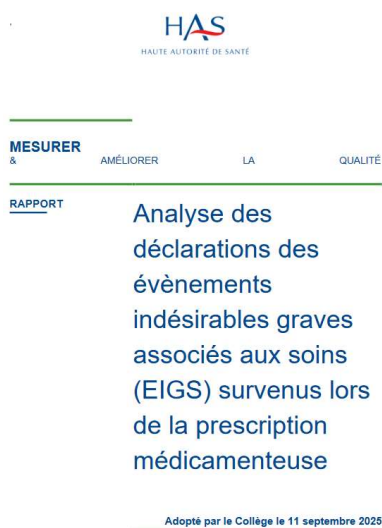 HAS
HAUTE AUTORITÉ DE SANTÉ
MESURER
& AMÉLIORER LA QUALITÉ
RAPPORT
Analyse des
déclarations des
évènements
indésirables graves
associés aux soins
(EIGS) survenus lors
de la prescription
médicamenteuse
Adopté par le Collège le 11 septembre 2025